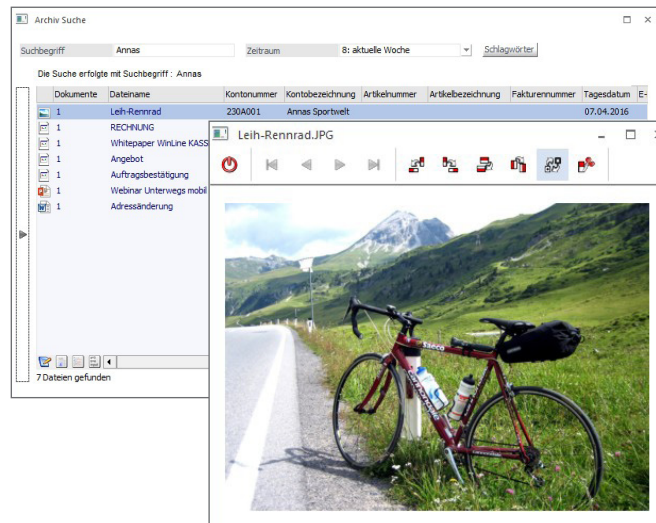 Archiv Suche
Suchbegriff Annas Zeitraum 8: aktuelle Woche Schlagwörter
Die Suche erfolgte mit Suchbegriff : Annas
Dokumente Dateiname Kontonummer Kontobezeichnung Artikelnummer Artikelbezeichnung Fakturennummer Tagesdatum E-
1 Leih-Rennrad 230A001 Annas Sportwelt 07.04.2016
1 RECHNUNG
1 Whitepaper WinLine KASS
1 Angebot
1 Auftragsbestätigung
1 Webinar Unterwegs mobil
1 Adressänderung
7 Dateien gefunden
Leih-Rennrad.JPG
saeco